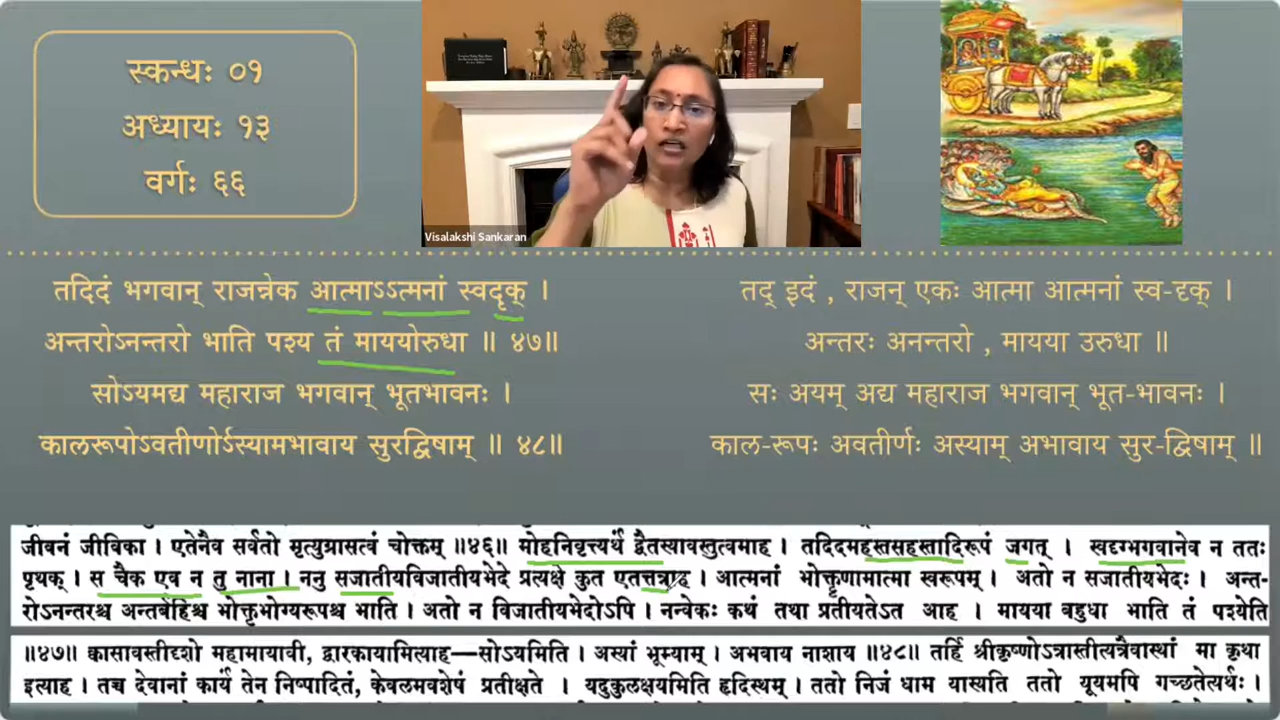 स्कन्धः ०१
अध्यायः १३
वर्गः ६६
Visalakshi Sankaran
तदिदं भगवान् राजन्नेक आत्माऽऽत्मनां स्वदृक् ।
अन्तरोऽनन्तरो भाति पश्य तं माययोरुधा ॥ ४७॥
सोऽयमद्य महाराज भगवान् भूतभावनः ।
कालरूपोऽवतीर्णोऽस्यामभावाय सुरद्विषाम् ॥ ४८॥
तद् इदं , राजन् एकः आत्मा आत्मनां स्व-दृक् ।
अन्तरः अनन्तरो , मायया उरुधा ॥
सः अयम् अद्य महाराज भगवान् भूत-भावनः ।
काल-रूपः अवतीर्णः अस्याम् अभावाय सुर-द्विषाम् ॥
जीवनं जीविका । एतेनैव सर्वतो मृत्युग्रासत्वं चोक्तम् ॥४६॥ मोहनिवृत्त्यर्थं द्वैतस्यावस्तुत्वमाह । तदिदमहस्तसहस्तादिरूपं जगत् । स्वदृग्भगवानेव न ततः
पृथक् । स चैक एव न तु नाना । ननु सजातीयविजातीयभेदे प्रत्यक्षे कुत एतत्तत्राह । आत्मनां भोक्तॄणामात्मा स्वरूपम् । अतो न सजातीयभेदः । अन्त-
रोऽनन्तरश्च अन्तर्बहिश्च भोक्तृभोग्यरूपश्च भाति । अतो न विजातीयभेदोऽपि । नन्वेकः कथं तथा प्रतीयतेऽत आह । मायया बहुधा भाति तं पश्येति
॥४७॥ क्वासावस्तीदृशो महामायावी, द्वारकायामित्याह—सोऽयमिति । अस्यां भूम्याम् । अभवाय नाशाय ॥४८॥ तर्हि श्रीकृष्णोऽत्रास्तीत्यत्रैवास्थां मा कृथा
इत्याह । तच्च देवानां कार्यं तेन निष्पादितं, केवलमवशेषं प्रतीक्षते । यदुकुलक्षयमिति हृदिस्थम् । ततो निजं धाम यास्यति ततो यूयमपि गच्छतेत्यर्थः ।